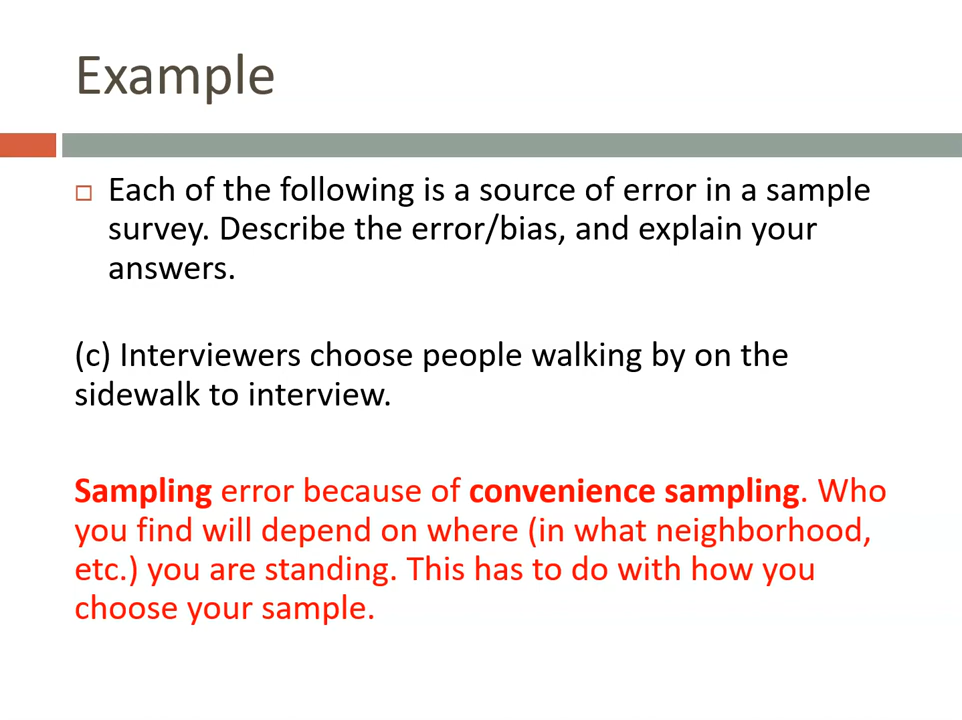 Example
Each of the following is a source of error in a sample
survey. Describe the error/bias, and explain your
answers.
(c) Interviewers choose people walking by on the
sidewalk to interview.
Sampling error because of convenience sampling. Who
you find will depend on where (in what neighborhood,
etc.) you are standing. This has to do with how you
choose your sample.